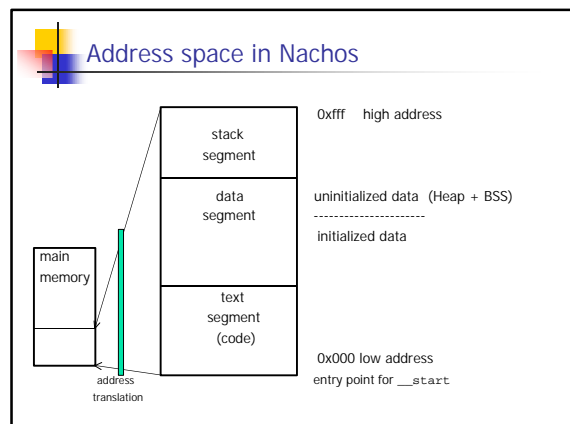 Address space in Nachos
0xfff high address
stack
segment
data
segment
uninitialized data (Heap + BSS)
----------------------
initialized data
main
memory
text
segment
(code)
0x000 low address
entry point for __start
address
translation